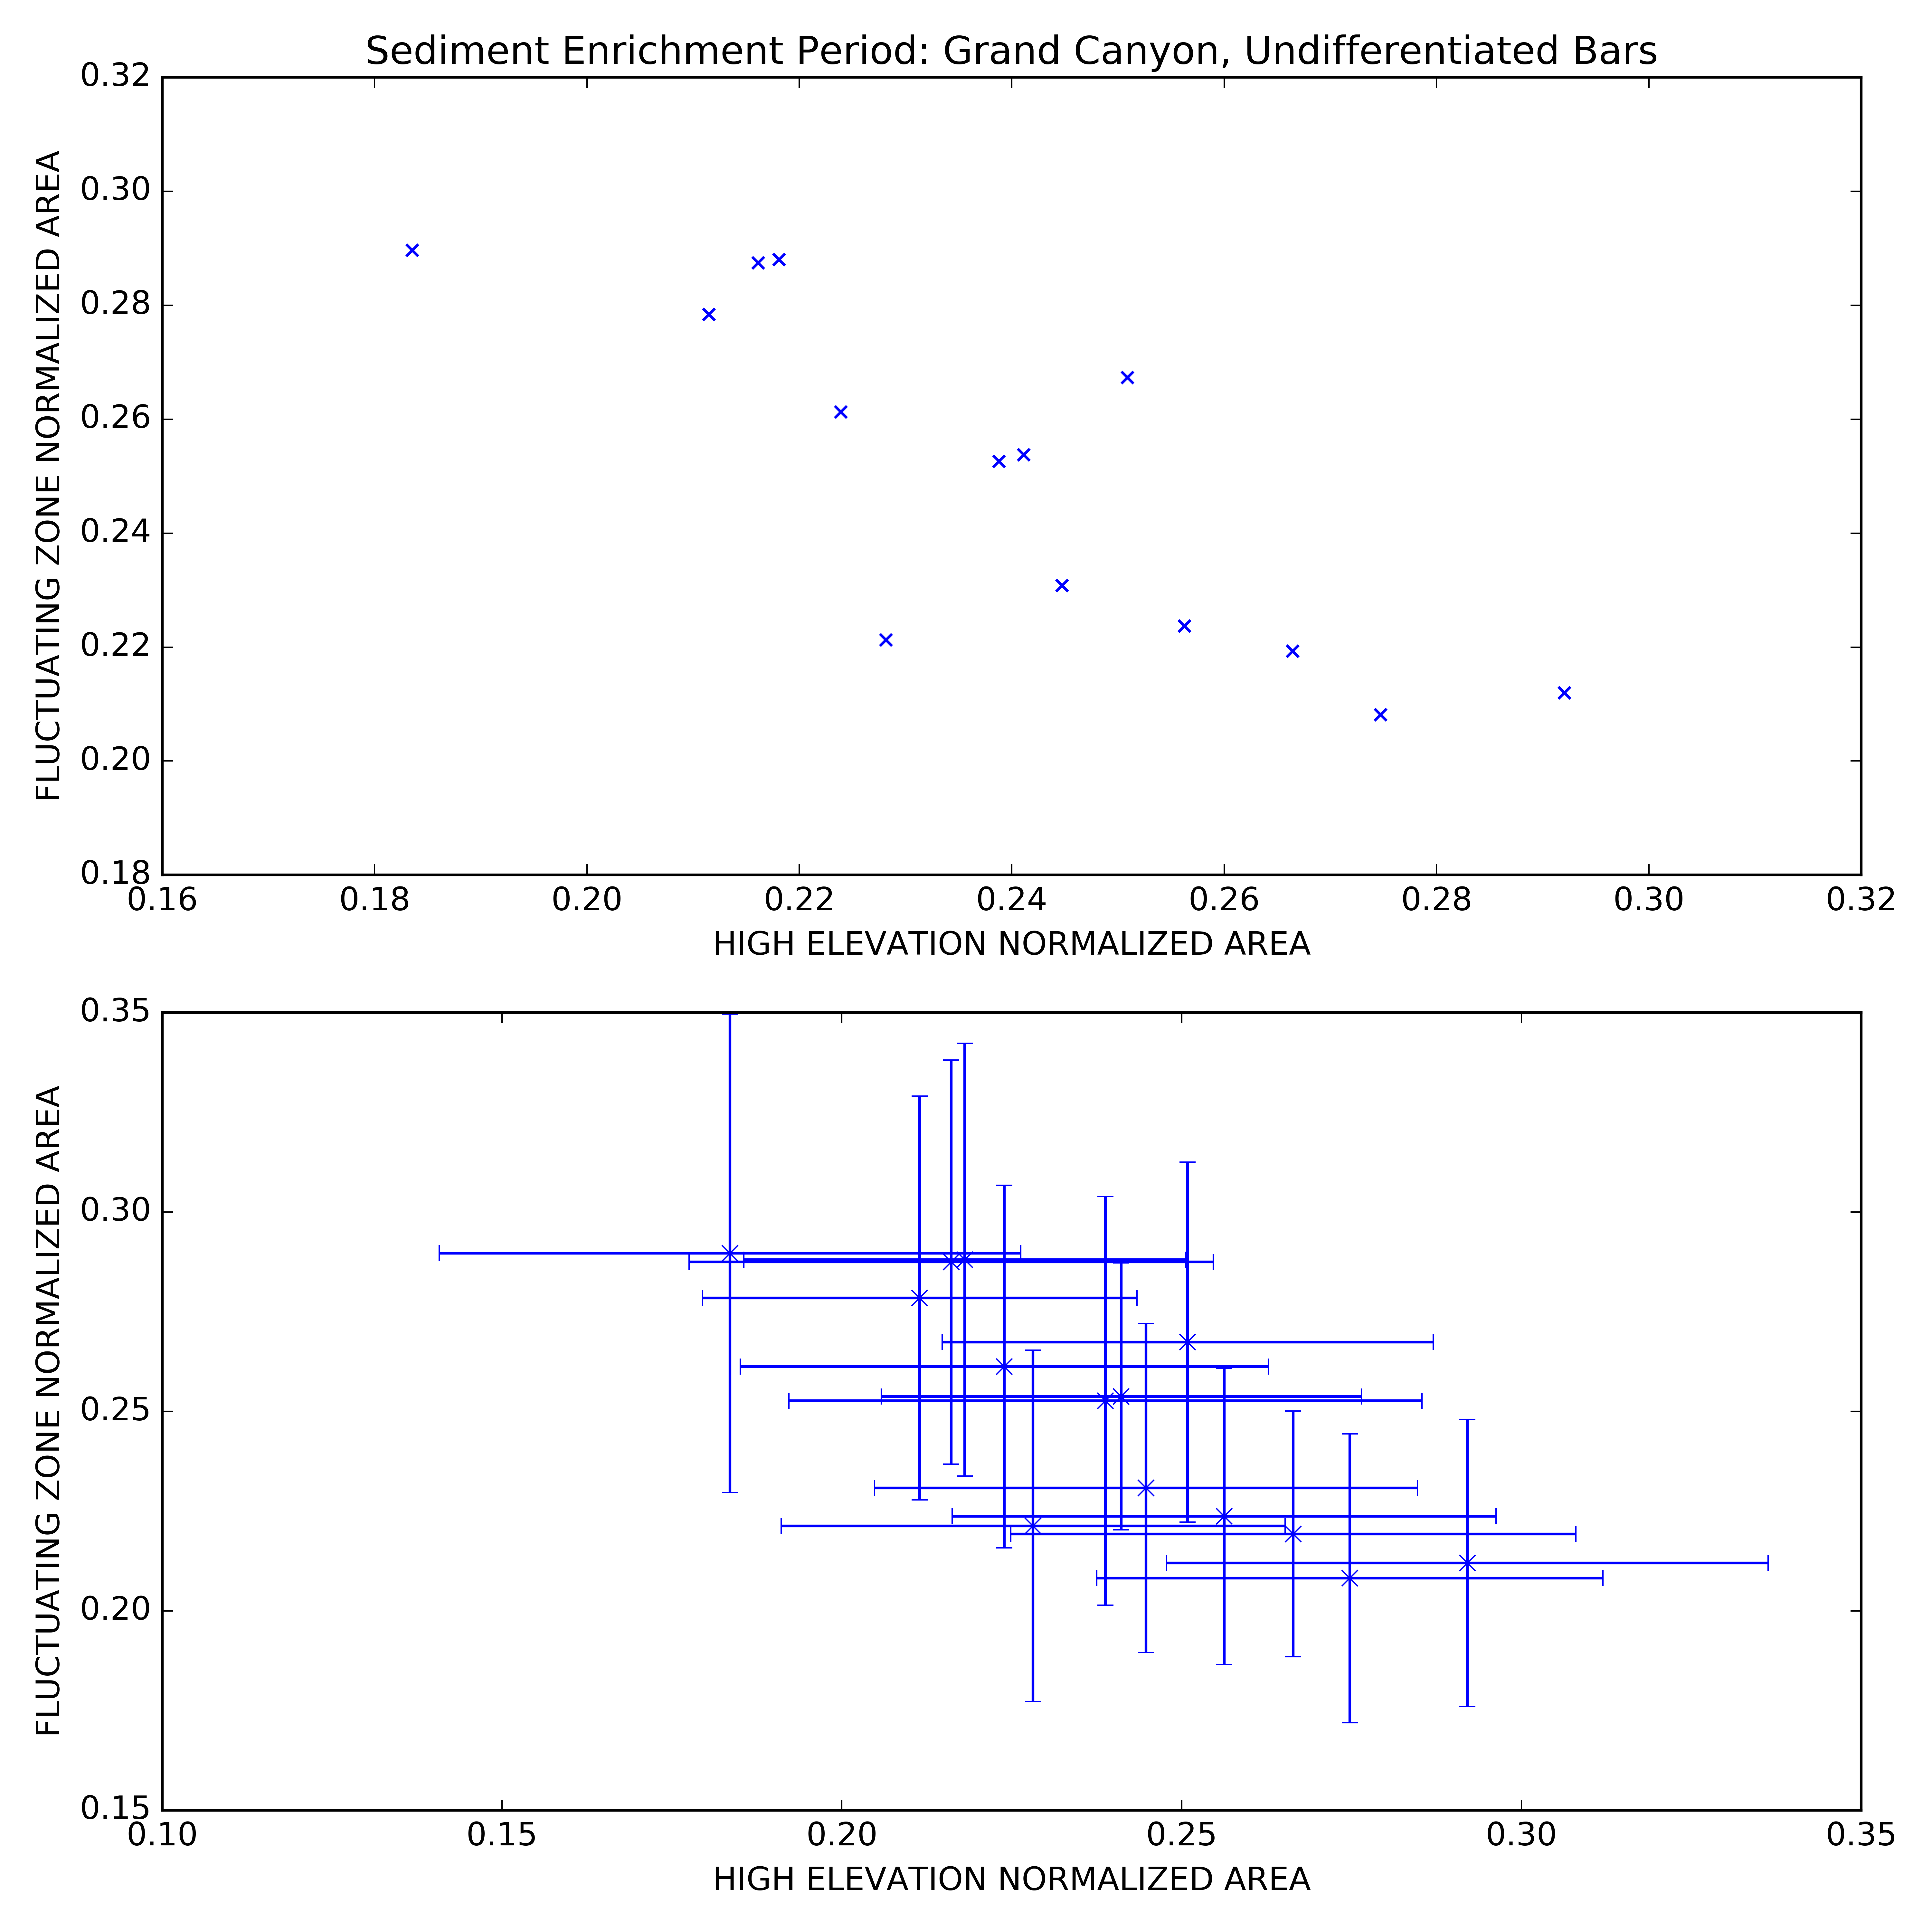 Sediment Enrichment Period: Grand Canyon, Undifferentiated Bars
0.32
0.30
0.28
0.26
0.24
0.22
0.20
0.18
FLUCTUATING ZONE NORMALIZED AREA
0.16 0.18 0.20 0.22 0.24 0.26 0.28 0.30 0.32
HIGH ELEVATION NORMALIZED AREA
0.35
0.30
0.25
0.20
0.15
FLUCTUATING ZONE NORMALIZED AREA
0.10 0.15 0.20 0.25 0.30 0.35
HIGH ELEVATION NORMALIZED AREA